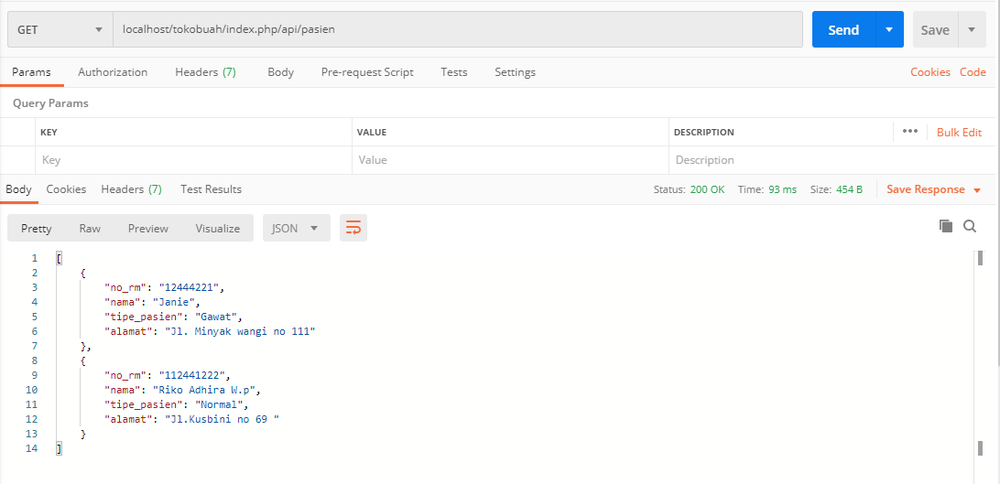 GET localhost/tokobuah/index.php/api/pasien Send Save
Params Authorization Headers (7) Body Pre-request Script Tests Settings Cookies Code
Query Params
KEY VALUE DESCRIPTION ••• Bulk Edit
Key Value Description
Body Cookies Headers (7) Test Results Status: 200 OK Time: 93 ms Size: 454 B Save Response
Pretty Raw Preview Visualize JSON
1 [
2 {
3 "no_rm": "12444221",
4 "nama": "Janie",
5 "tipe_pasien": "Gawat",
6 "alamat": "Jl. Minyak wangi no 111"
7 },
8 {
9 "no_rm": "112441222",
10 "nama": "Riko Adhira W.p",
11 "tipe_pasien": "Normal",
12 "alamat": "Jl.Kusbini no 69 "
13 }
14 ]